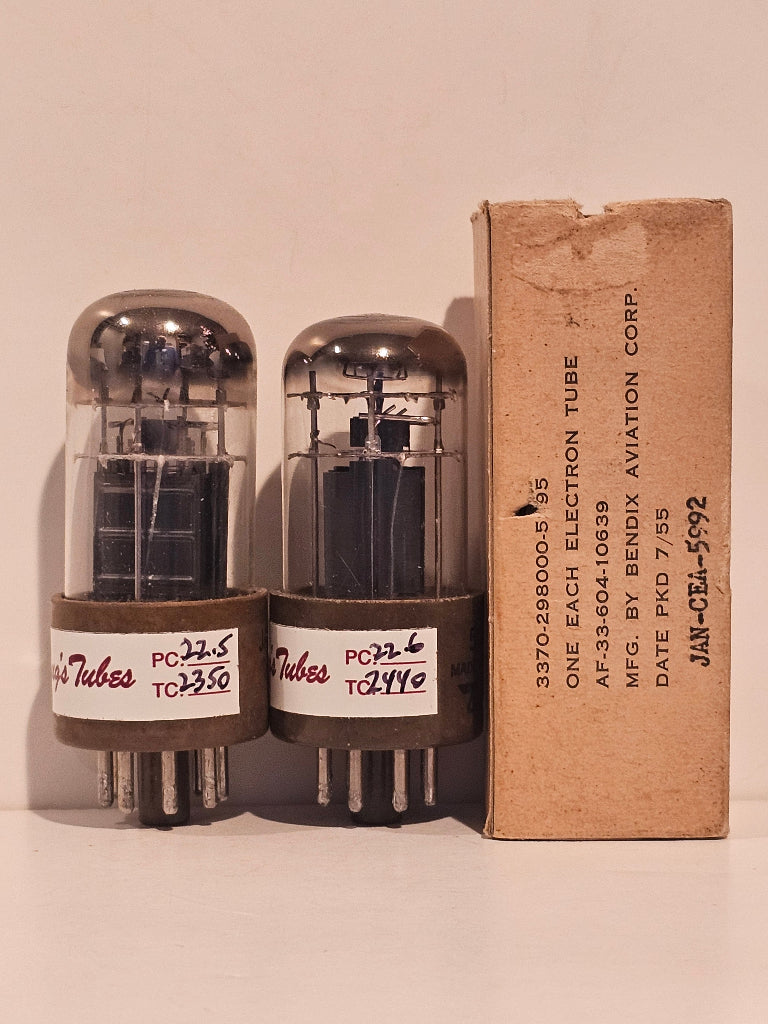 g's Tubes
PC: 22.5
TC: 2350
s Tubes
PC: 22.6
TC: 2440
MAD
3370-298000-5 95
ONE EACH ELECTRON TUBE
AF-33-604-10639
MFG. BY BENDIX AVIATION CORP.
DATE PKD 7/55
JAN-CEA-5992